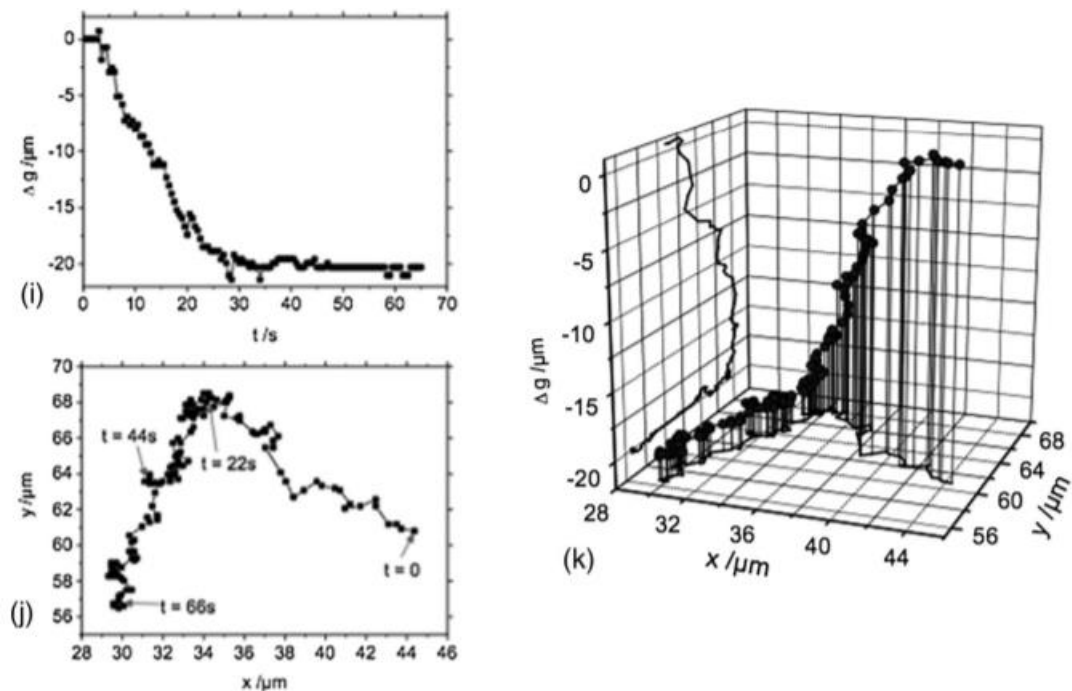 0
-5
-10
-15
-20
Δ g /µm
0 10 20 30 40 50 60 70
t /s
(i)
70
68
66
64
62
60
58
56
y /µm
t = 44s
t = 22s
t = 0
t = 66s
28 30 32 34 36 38 40 42 44 46
x /µm
(j)
0
-5
-10
-15
-20
Δ g /µm
28
32
36
40
44
x /µm
68
64
60
56
y /µm
(k)